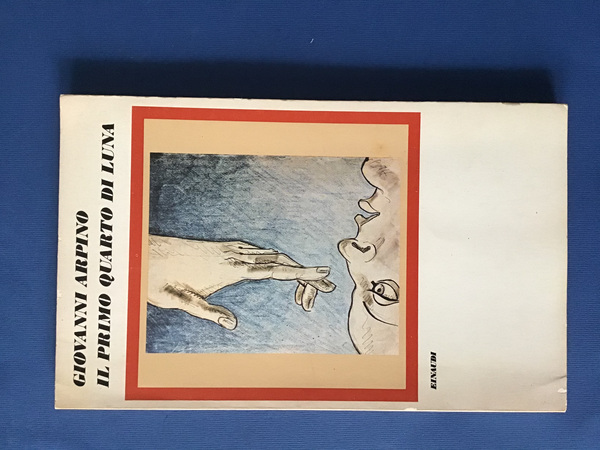 GIOVANNI ARPINO
IL PRIMO QUARTO DI LUNA
EINAUDI